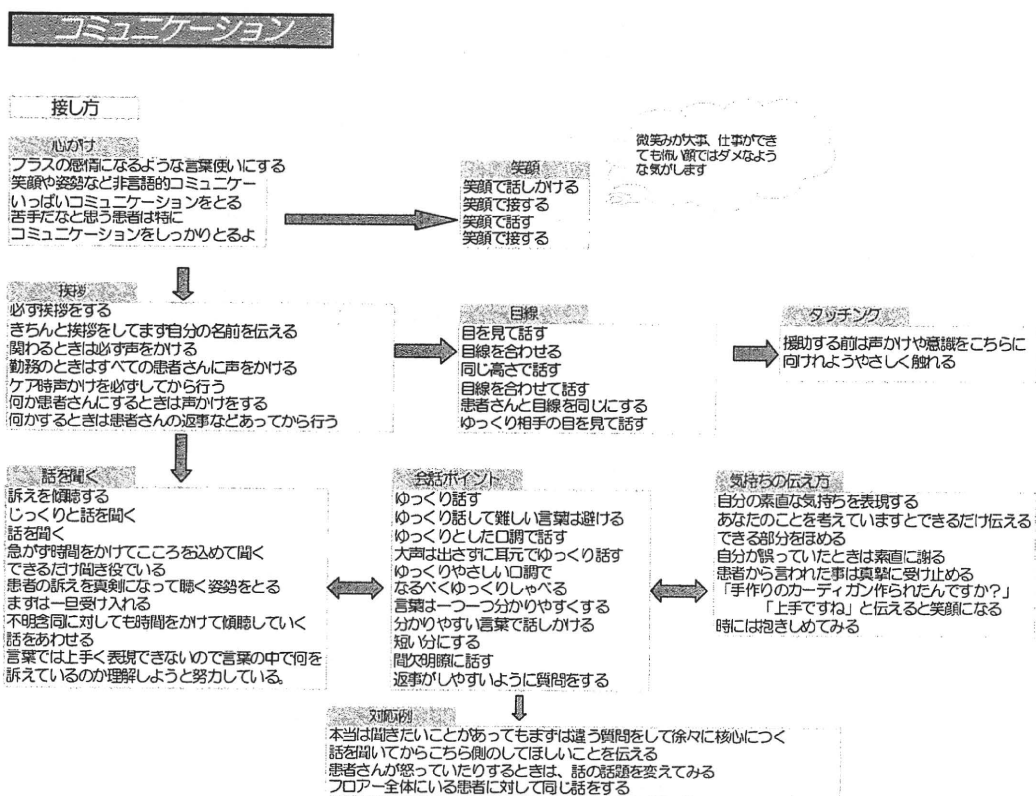 コミュニケーション
接し方
心がけ
プラスの感情になるような言葉使いにする
笑顔や姿勢など非言語的コミュニケー
いっぱいコミュニケーションをとる
苦手だなと思う患者は特に
コミュニケーションをしっかりとるよ
笑顔
笑顔で話しかける
笑顔で接する
笑顔で話す
笑顔で接する
微笑みが大事、仕事ができ
ても怖い顔ではダメなよう
な気がします
挨拶
必ず挨拶をする
きちんと挨拶をしてまず自分の名前を伝える
関わるときは必ず声をかける
勤務のときはすべての患者さんに声をかける
ケア時声かけを必ずしてから行う
何か患者さんにするときは声かけをする
何かするときは患者さんの返事などあってから行う
目線
目を見て話す
目線を合わせる
同じ高さで話す
目線を合わせて話す
患者さんと目線を同じにする
ゆっくり相手の目を見て話す
タッチング
援助する前は声かけや意識をこちらに
向けれようやさしく触れる
話を聞く
訴えを傾聴する
じっくりと話を聞く
話を聞く
急がず時間をかけてこころを込めて聞く
できるだけ聞き役でいる
患者の訴えを真剣になって聴く姿勢をとる
まずは一旦受け入れる
不明含同に対しても時間をかけて傾聴していく
話をあわせる
言葉では上手く表現できないので言葉の中で何を
訴えているのか理解しようと努力している。
会話ポイント
ゆっくり話す
ゆっくり話して難しい言葉は避ける
ゆっくりとした口調で話す
大声は出さずに耳元でゆっくり話す
ゆっくりやさしい口調で
なるべくゆっくりしゃべる
言葉は一つ一つ分かりやすくする
分かりやすい言葉で話しかける
短い分にする
間欠明瞭に話す
返事がしやすいように質問をする
気持ちの伝え方
自分の素直な気持ちを表現する
あなたのことを考えていますとできるだけ伝える
できる部分をほめる
自分が誤っていたときは素直に謝る
患者から言われた事は真摯に受け止める
「手作りのカーディガン作られたんですか？」
「上手ですね」と伝えると笑顔になる
時には抱きしめてみる
対応例
本当は聞きたいことがあってもまずは違う質問をして徐々に核心につく
話を聞いてからこちら側のしてほしいことを伝える
患者さんが怒っていたりするときは、話の話題を変えてみる
フロアー全体にいる患者に対して同じ話をする